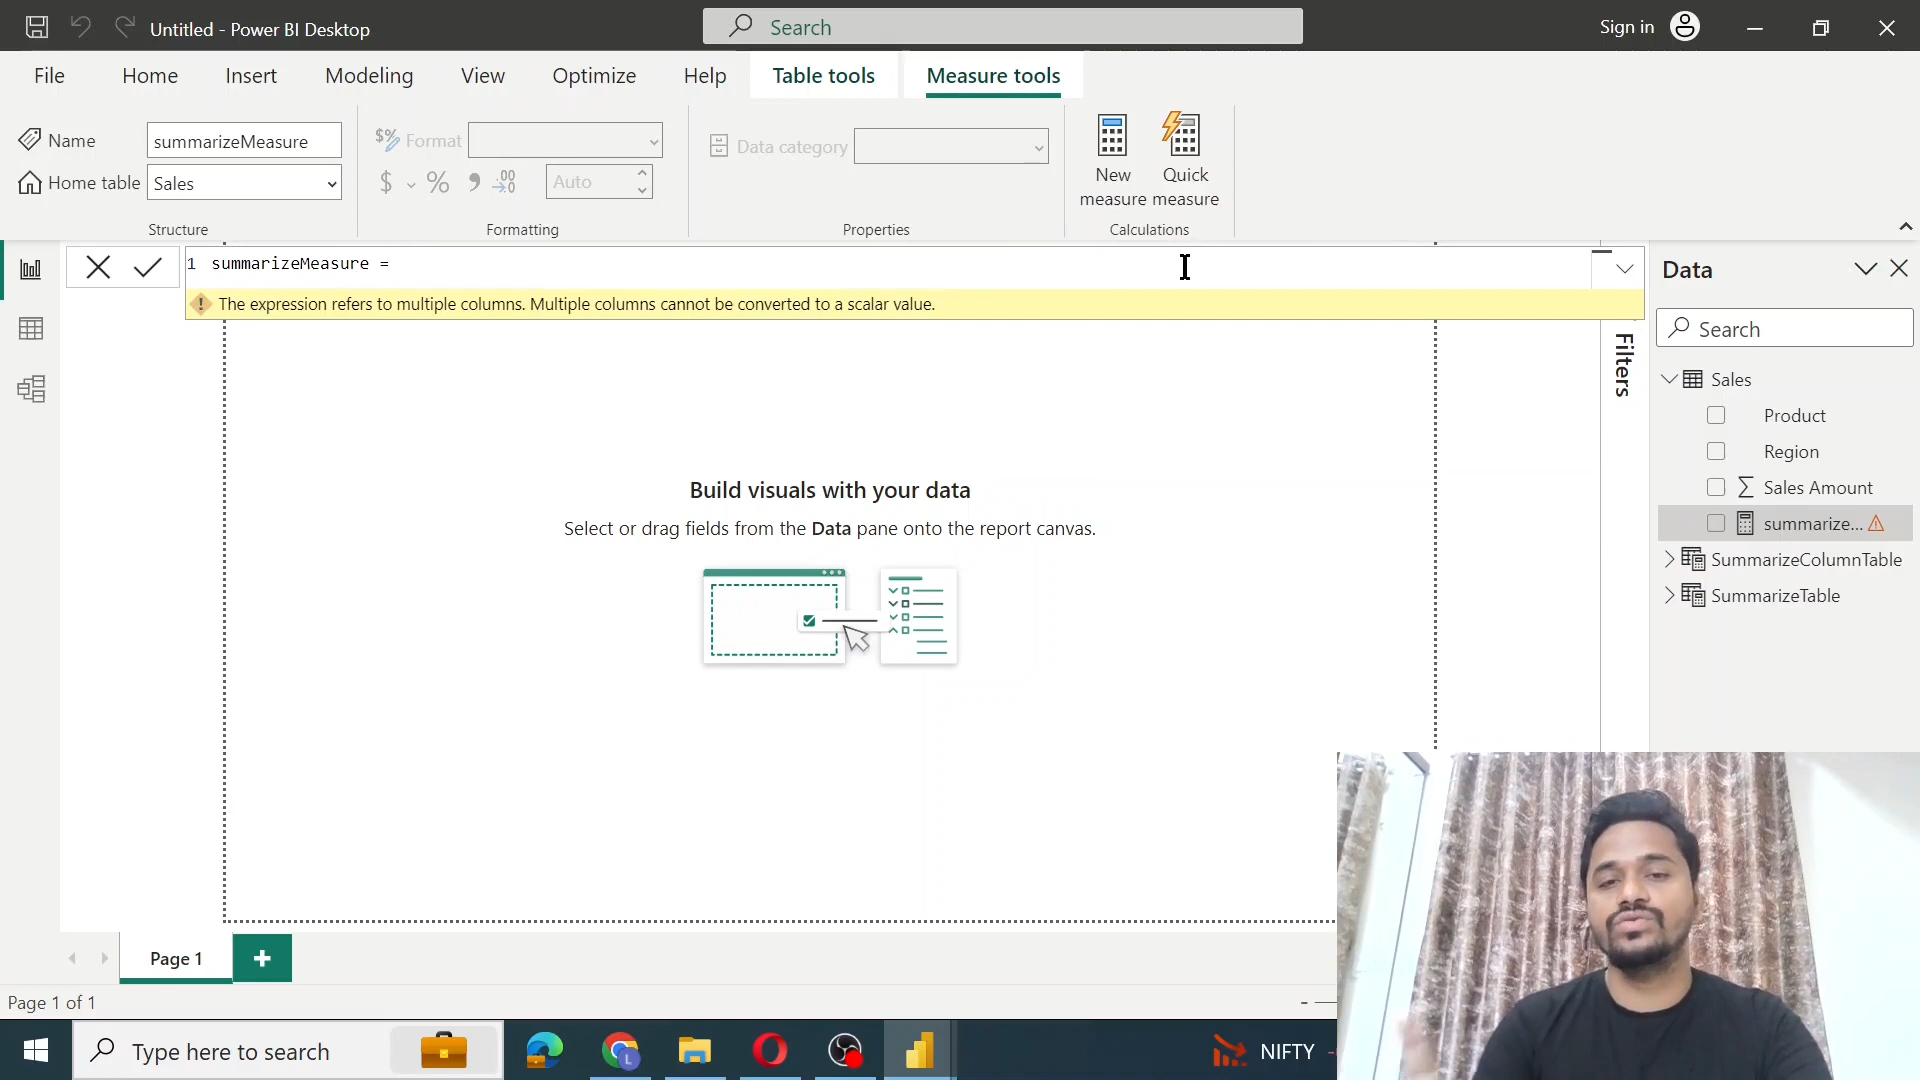 Untitled - Power BI Desktop
Search
Sign in
File
Home
Insert
Modeling
View
Optimize
Help
Table tools
Measure tools
Name
summarizeMeasure
Home table
Sales
Structure
$%
Format
$
%
,
.00
Auto
Formatting
Data category
Properties
New measure
Quick measure
Calculations
1 summarizeMeasure =
The expression refers to multiple columns. Multiple columns cannot be converted to a scalar value.
Build visuals with your data
Select or drag fields from the Data pane onto the report canvas.
Filters
Data
Search
Sales
Product
Region
Σ Sales Amount
summarize...
SummarizeColumnTable
SummarizeTable
Page 1
+
Page 1 of 1
Type here to search
L
NIFTY